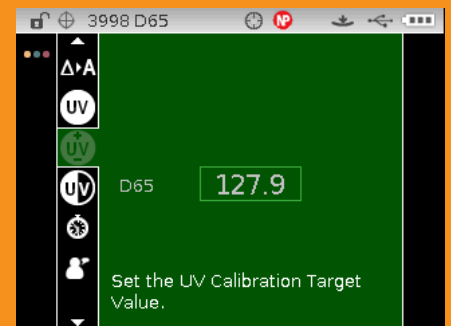 3998 D65
NP
Δ▸A
UV
UV
UV
D65 127.9
Set the UV Calibration Target
Value.